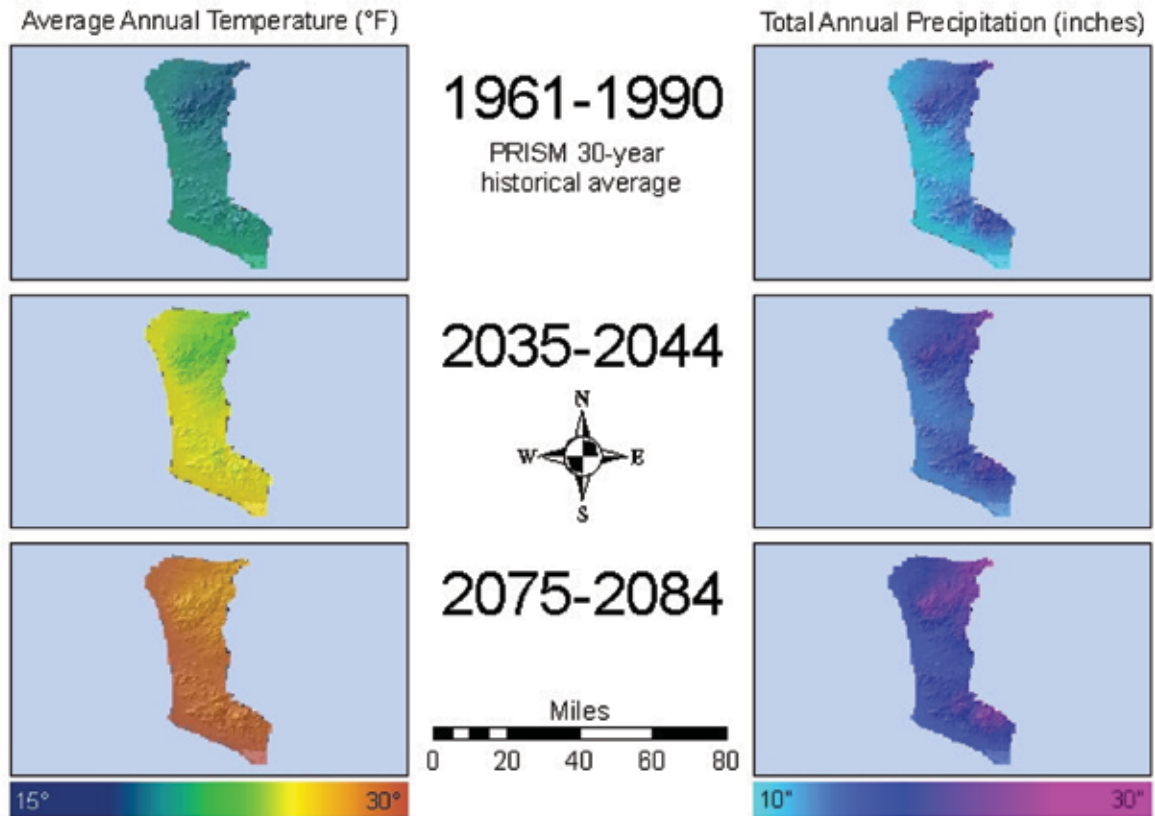 Average Annual Temperature (°F)
Total Annual Precipitation (inches)
1961-1990
PRISM 30-year
historical average
2035-2044
N
W E
S
2075-2084
Miles
0 20 40 60 80
15° 30°
10" 30"